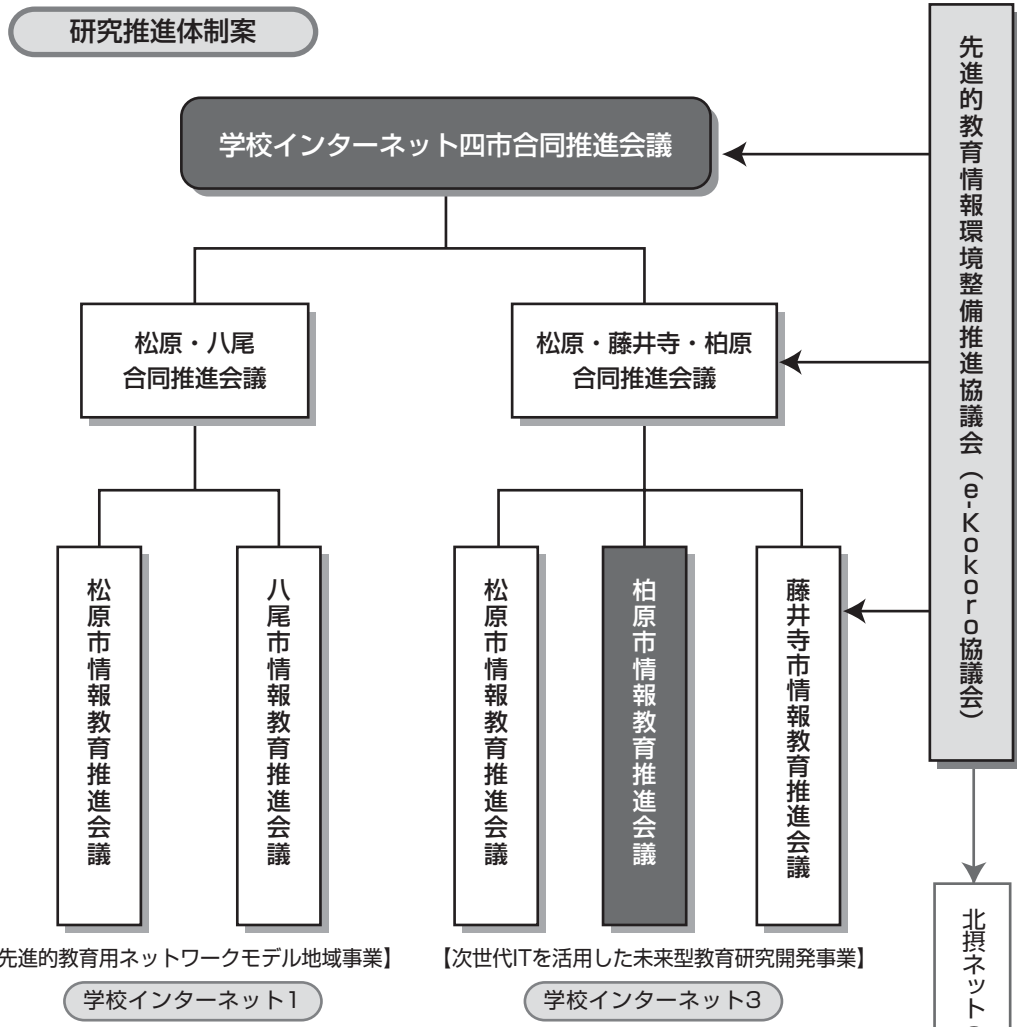 研究推進体制案
学校インターネット四市合同推進会議
松原・八尾
合同推進会議
松原・藤井寺・柏原
合同推進会議
松原市情報教育推進会議
八尾市情報教育推進会議
松原市情報教育推進会議
柏原市情報教育推進会議
藤井寺市情報教育推進会議
先進的教育用ネットワークモデル地域事業】
【次世代ITを活用した未来型教育研究開発事業】
学校インターネット1
学校インターネット3
先進的教育情報環境整備推進協議会（e-Kokoro協議会）
北摂ネット